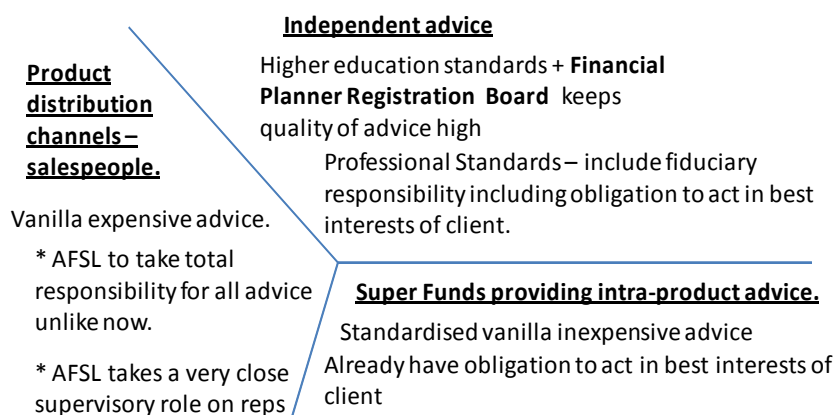 Independent advice
Higher education standards + Financial
Planner Registration Board keeps
quality of advice high
Professional Standards – include fiduciary
responsibility including obligation to act in best
interests of client.
Product
distribution
channels –
salespeople.
Vanilla expensive advice.
* AFSL to take total
responsibility for all advice
unlike now.
* AFSL takes a very close
supervisory role on reps
Super Funds providing intra-product advice.
Standardised vanilla inexpensive advice
Already have obligation to act in best interests of
client